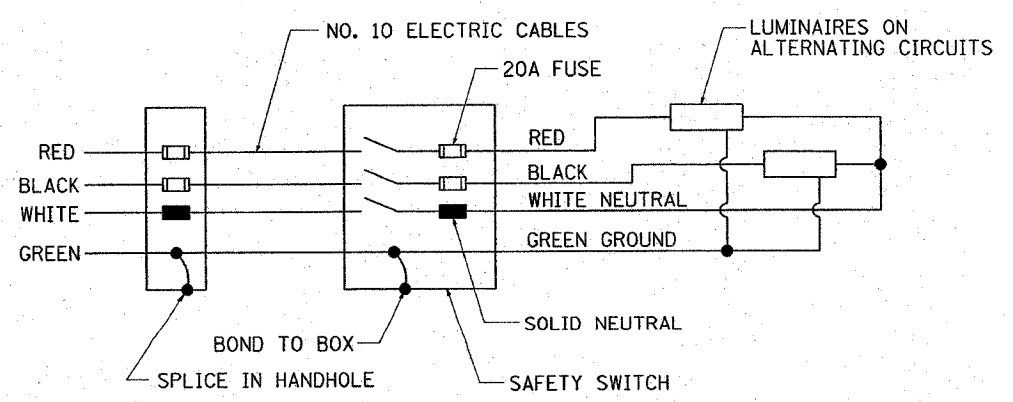 NO. 10 ELECTRIC CABLES
LUMINAIRES ON
ALTERNATING CIRCUITS
20A FUSE
RED
RED
BLACK
BLACK
WHITE
WHITE NEUTRAL
GREEN
GREEN GROUND
SOLID NEUTRAL
BOND TO BOX
SPLICE IN HANDHOLE
SAFETY SWITCH